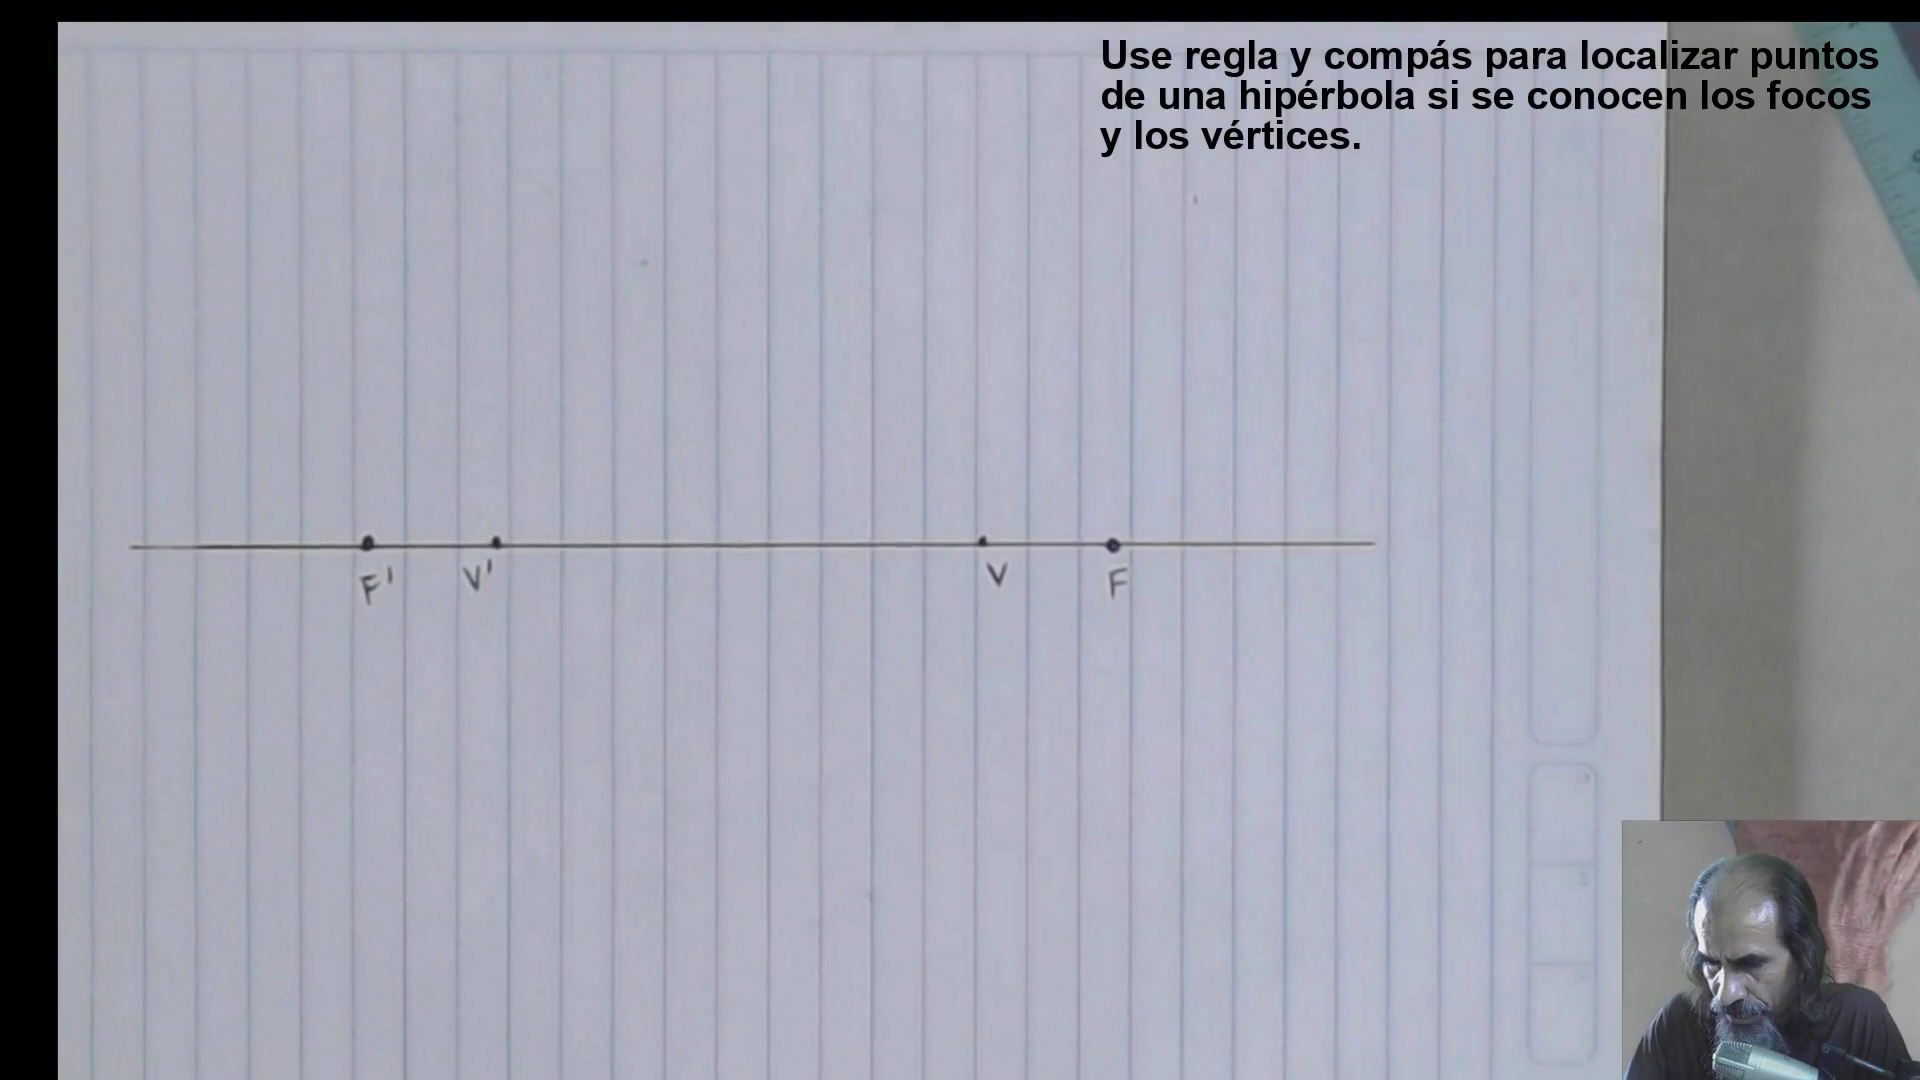 Use regla y compás para localizar puntos
de una hipérbola si se conocen los focos
y los vértices.
F' V' V F